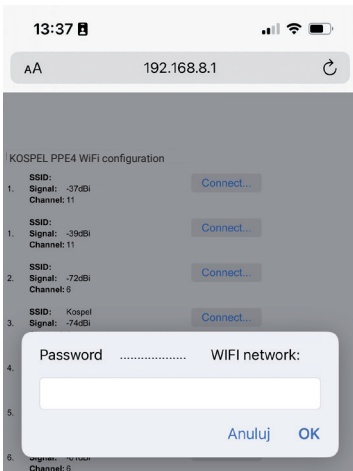 13:37
AA 192.168.8.1
KOSPEL PPE4 WiFi configuration
SSID:
1. Signal: -37dBi Connect...
Channel: 11
SSID:
1. Signal: -39dBi Connect...
Channel: 11
SSID:
2. Signal: -72dBi Connect...
Channel: 6
SSID: Kospel
3. Signal: -74dBi Connect...
4.
Password ................... WIFI network:
5.
Anuluj OK
6.
Channel: 6